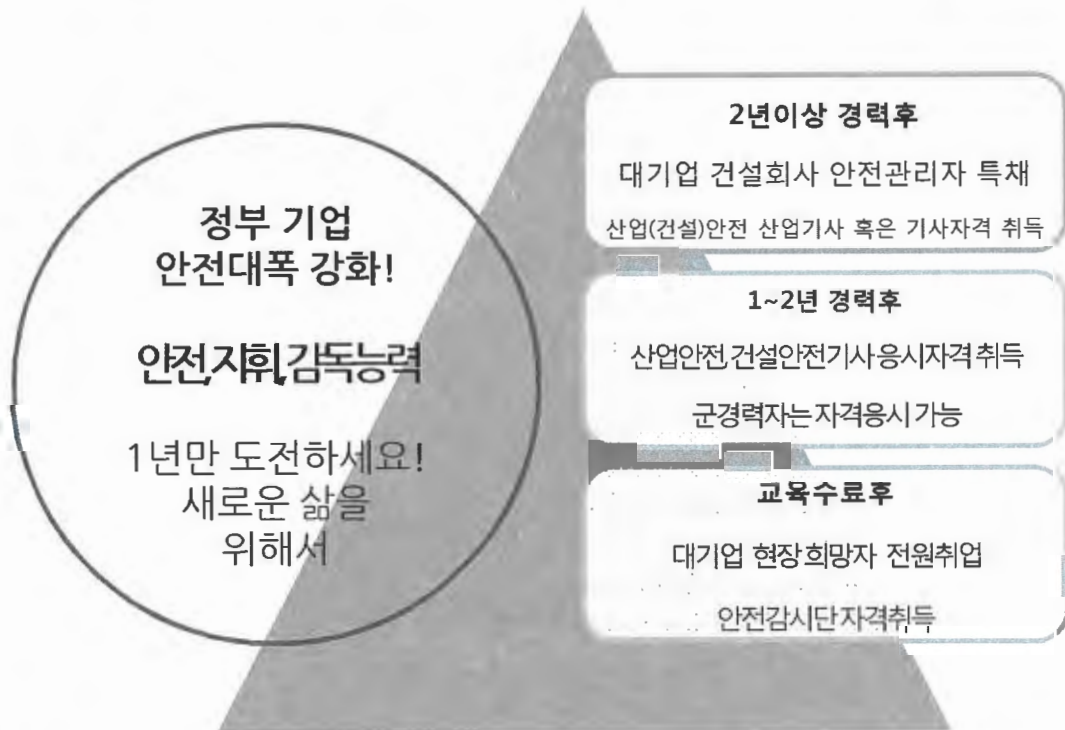 정부 기업
안전대폭 강화!
안전,지휘,감독능력
1년만 도전하세요!
새로운 삶을
위해서
2년이상 경력후
대기업 건설회사 안전관리자 특채
산업(건설)안전 산업기사 혹은 기사자격 취득
1~2년 경력후
산업안전,건설안전기사 응시자격 취득
군경력자는 자격응시 가능
교육수료후
대기업 현장 희망자 전원취업
안전감시단 자격취득